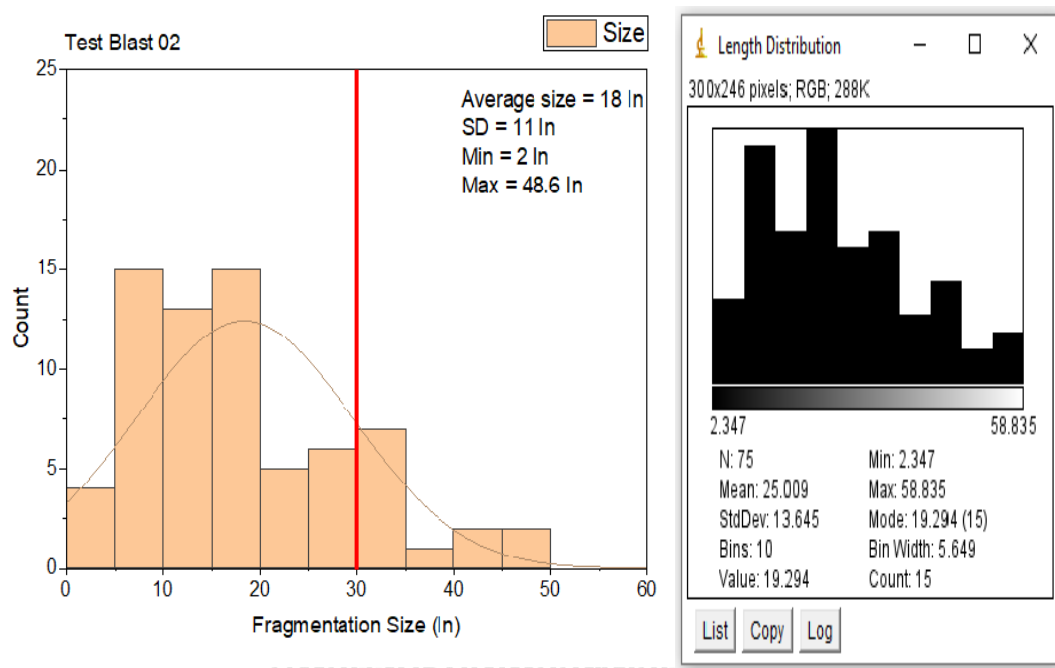 Test Blast 02
Size
Average size = 18 In
SD = 11 In
Min = 2 In
Max = 48.6 In
Count
25
20
15
10
5
0
0 10 20 30 40 50 60
Fragmentation Size (In)
Length Distribution
300x246 pixels; RGB; 288K
2.347 58.835
N: 75 Min: 2.347
Mean: 25.009 Max: 58.835
StdDev: 13.645 Mode: 19.294 (15)
Bins: 10 Bin Width: 5.649
Value: 19.294 Count: 15
List Copy Log